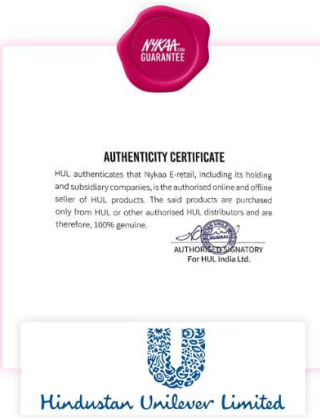 NYKAA.COM
GUARANTEE
AUTHENTICITY CERTIFICATE
HUL authenticates that Nykaa E-retail, including its holding
and subsidiary companies, is the authorised online and offline
seller of HUL products. The said products are purchased
only from HUL or other authorised HUL distributors and are
therefore, 100% genuine.
AUTHORISED SIGNATORY
For HUL India Ltd.
Hindustan Unilever Limited